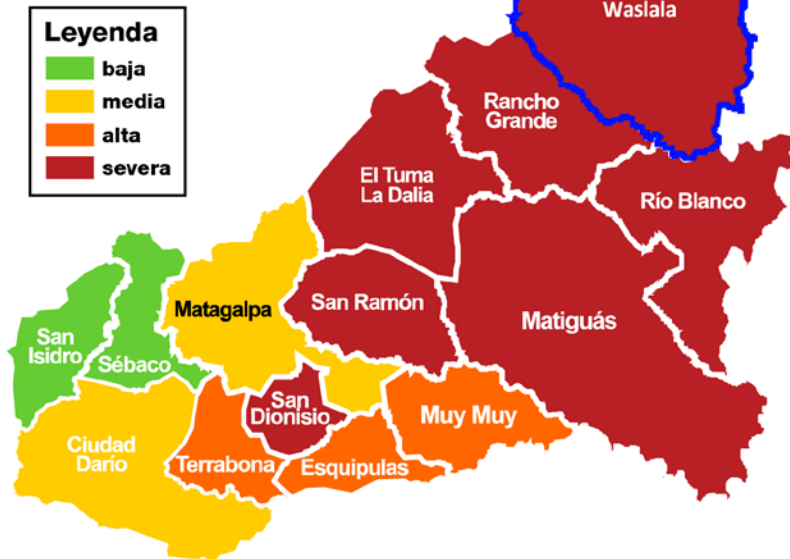 Leyenda
baja
media
alta
severa
Waslala
Rancho
Grande
El Tuma
La Dalia
Río Blanco
San Ramón
Matiguás
Matagalpa
San
Isidro
Sébaco
San
Dionisio
Muy Muy
Ciudad
Darío
Terrabona
Esquipulas